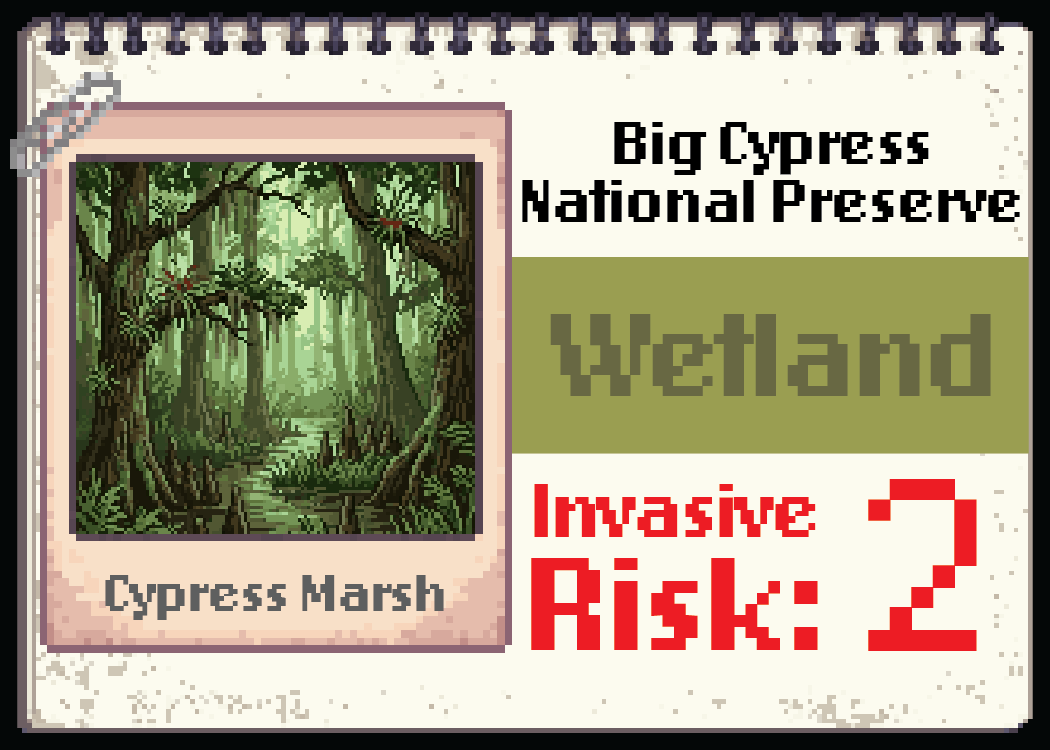 Big Cypress
National Preserve
Wetland
Cypress Marsh
Invasive
Risk: 2